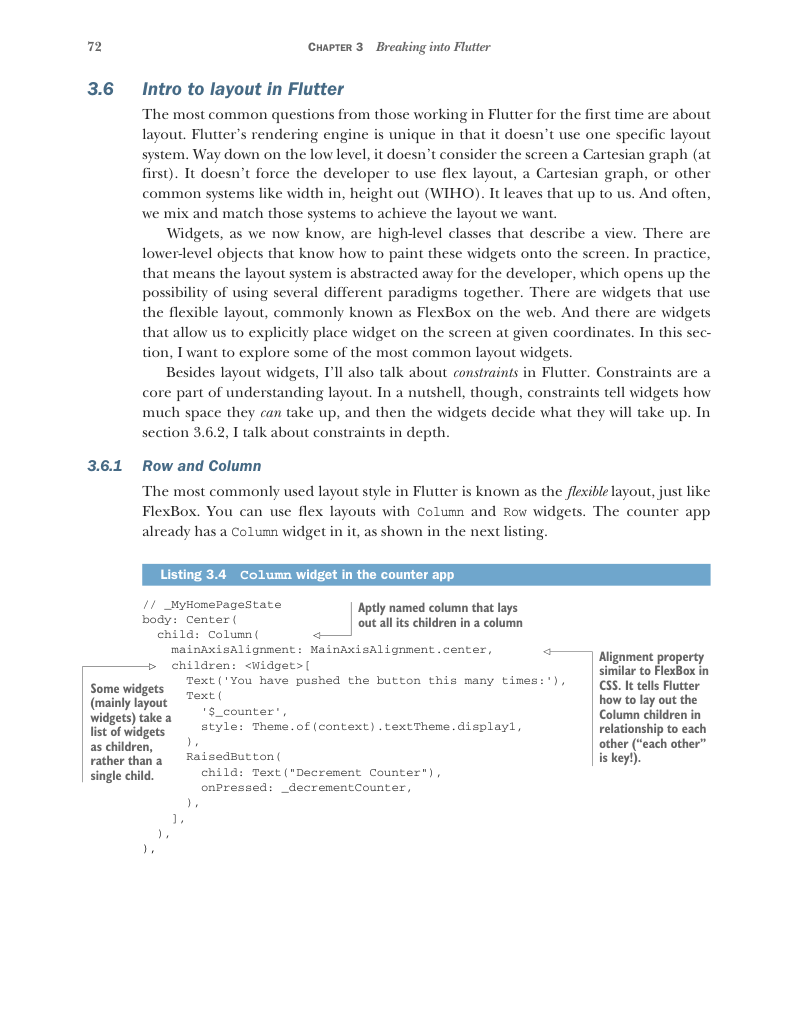 72
CHAPTER 3 Breaking into Flutter
3.6 Intro to layout in Flutter
The most common questions from those working in Flutter for the first time are about
layout. Flutter's rendering engine is unique in that it doesn't use one specific layout
system. Way down on the low level, it doesn't consider the screen a Cartesian graph (at
first). It doesn't force the developer to use flex layout, a Cartesian graph, or other
common systems like width in, height out (WIHO). It leaves that up to us. And often,
we mix and match those systems to achieve the layout we want.
Widgets, as we now know, are high-level classes that describe a view. There are
lower-level objects that know how to paint these widgets onto the screen. In practice,
that means the layout system is abstracted away for the developer, which opens up the
possibility of using several different paradigms together. There are widgets that use
the flexible layout, commonly known as FlexBox on the web. And there are widgets
that allow us to explicitly place widget on the screen at given coordinates. In this sec-
tion, I want to explore some of the most common layout widgets.
Besides layout widgets, I'll also talk about constraints in Flutter. Constraints are a
core part of understanding layout. In a nutshell, though, constraints tell widgets how
much space they can take up, and then the widgets decide what they will take up. In
section 3.6.2, I talk about constraints in depth.
3.6.1 Row and Column
The most commonly used layout style in Flutter is known as the flexible layout, just like
FlexBox. You can use flex layouts with Column and Row widgets. The counter app
already has a Column widget in it, as shown in the next listing.
Listing 3.4 Column widget in the counter app
// _MyHomePageState
body: Center(
child: Column(
mainAxisAlignment: MainAxisAlignment.center,
children: <Widget>[
Text('You have pushed the button this many times:'),
Text(
'$_counter',
style: Theme.of(context).textTheme.display1,
),
RaisedButton(
child: Text("Decrement Counter"),
onPressed: _decrementCounter,
),
],
),
),
Aptly named column that lays
out all its children in a column
Alignment property
similar to FlexBox in
CSS. It tells Flutter
how to lay out the
Column children in
relationship to each
other (“each other”
is key!).
Some widgets
(mainly layout
widgets) take a
list of widgets
as children,
rather than a
single child.